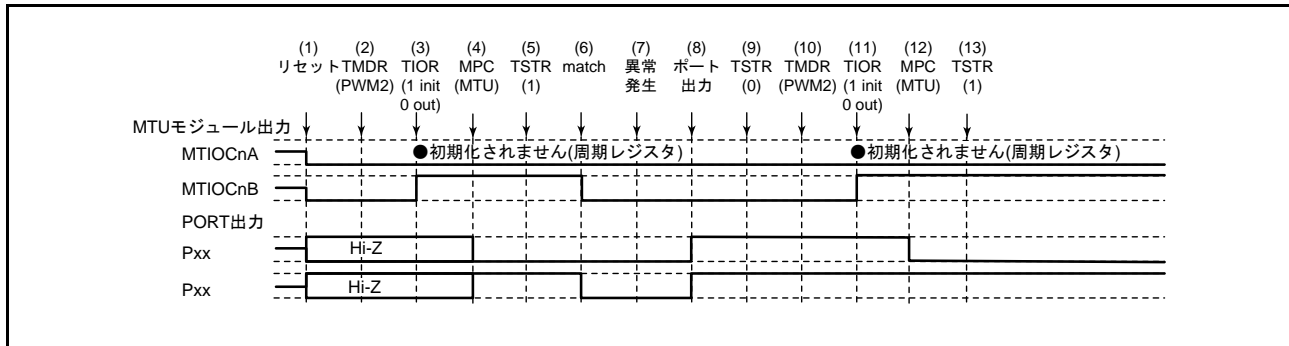 (1) (2) (3) (4) (5) (6) (7) (8) (9) (10) (11) (12) (13)
リセット TMDR TIOR MPC TSTR match 異常 ポート TSTR TMDR TIOR MPC TSTR
(PWM2) (1 init (MTU) (1) 発生 出力 (0) (PWM2) (1 init (MTU) (1)
0 out) 0 out)
MTUモジュール出力
MTIOCnA ●初期化されません(周期レジスタ) ●初期化されません(周期レジスタ)
MTIOCnB
PORT出力
Pxx Hi-Z
Pxx Hi-Z